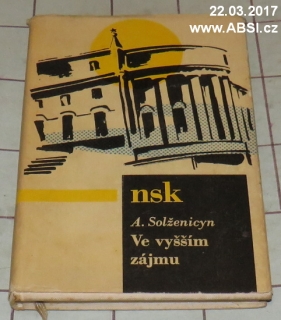 22.03.2017
www.ABSI.cz
nsk
A. Solženicyn
Ve vyšším
zájmu